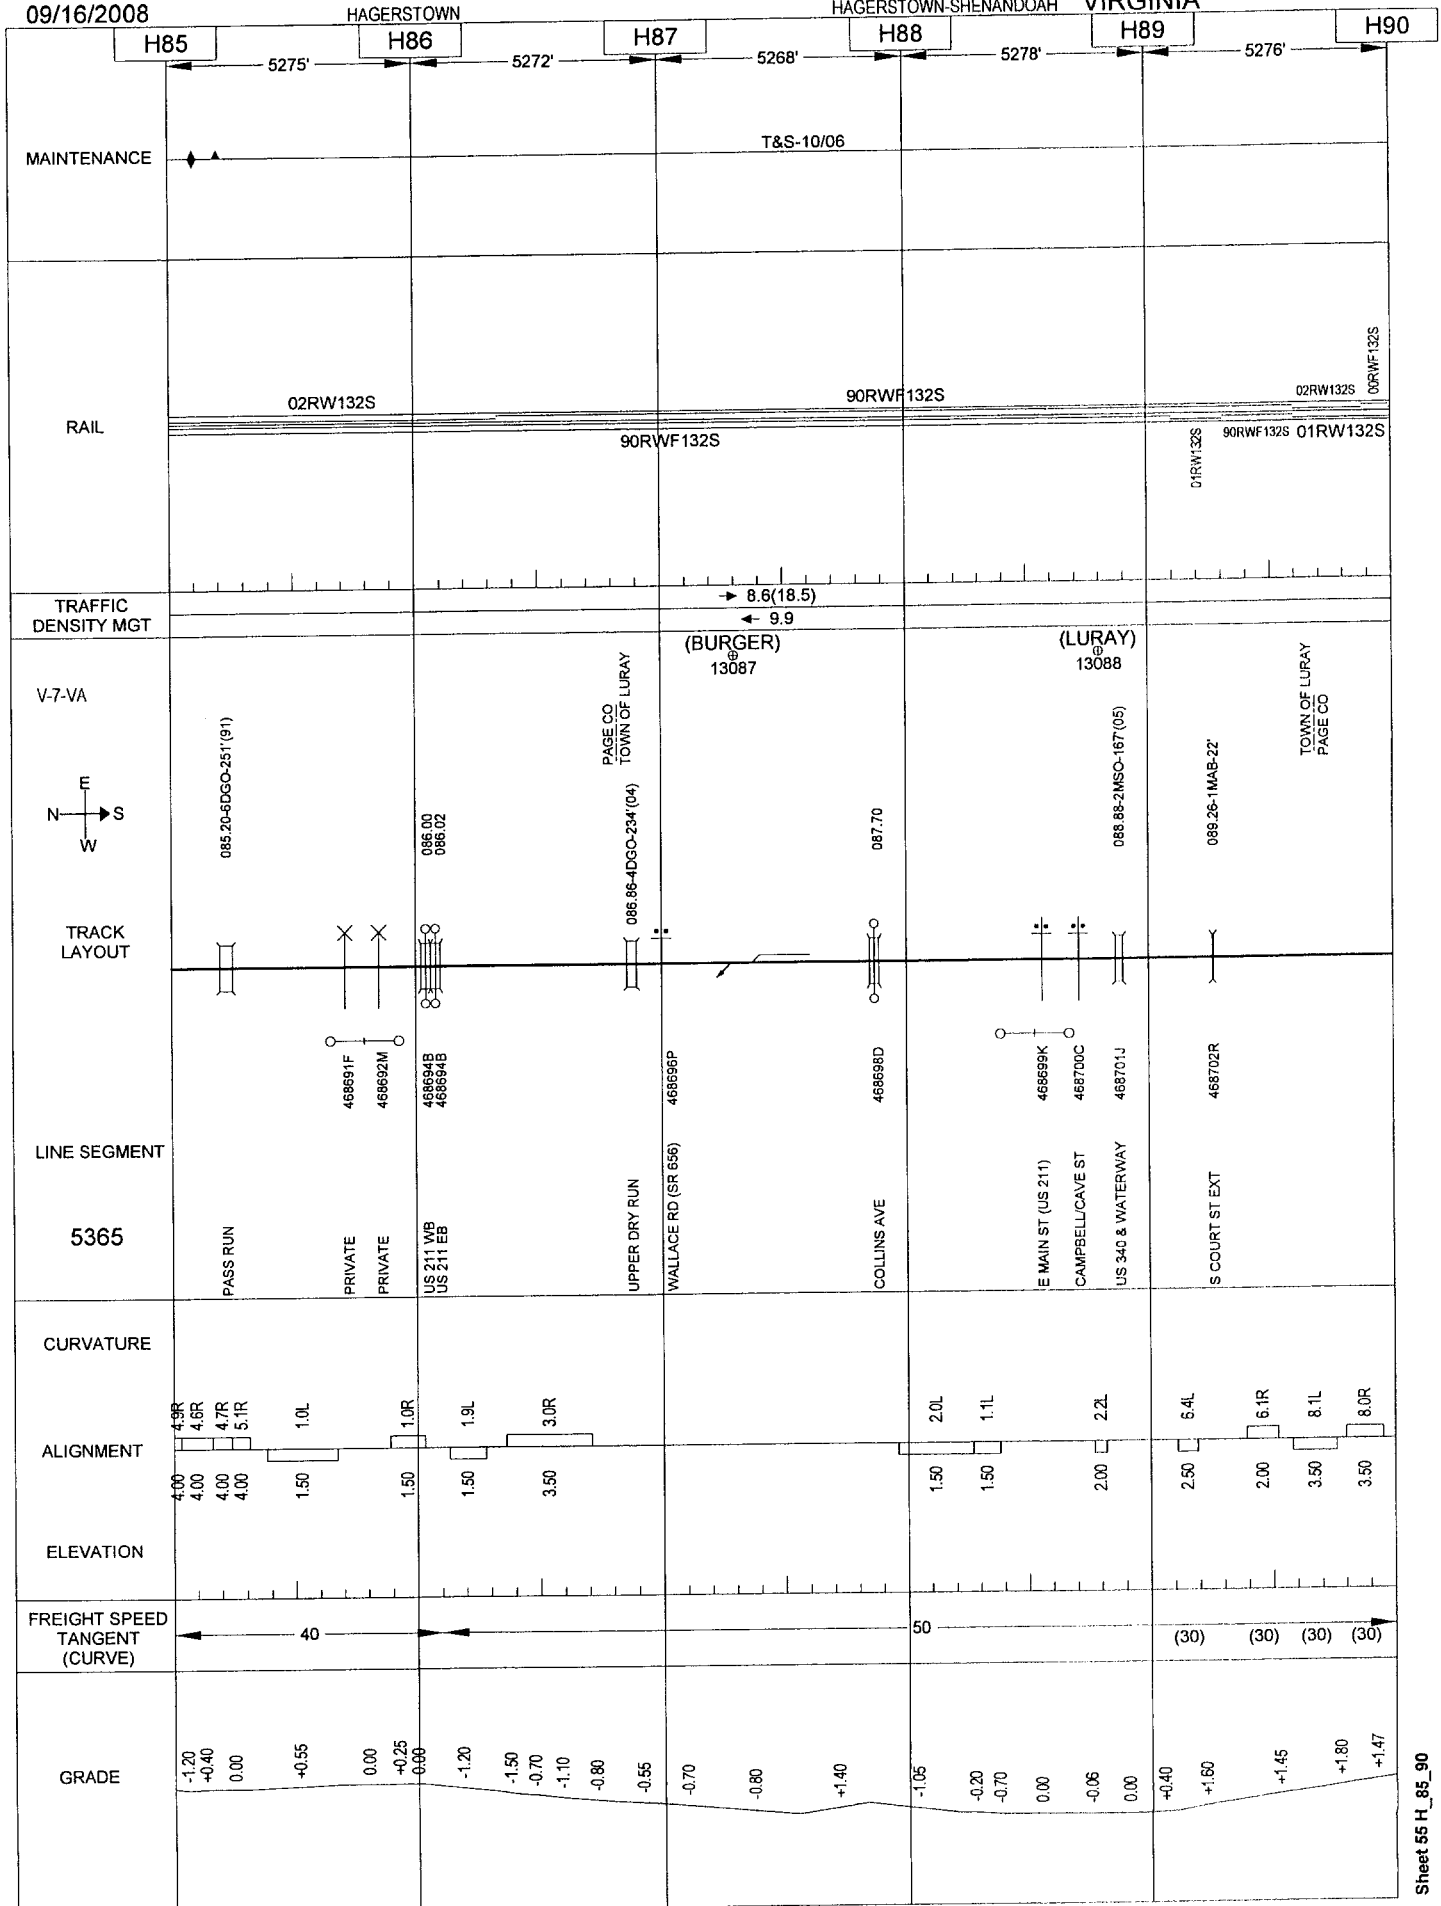 09/16/2008
HAGERSTOWN
HAGERSTOWN-SHENANDOAH VIRGINIA
H85 H86 H87 H88 H89 H90
5275' 5272' 5268' 5278' 5276'
MAINTENANCE
T&S-10/06
RAIL
02RW132S
90RWF132S
90RWF132S
01RW132S
90RWF132S
01RW132S
02RW132S
00RWF132S
TRAFFIC
DENSITY MGT
8.6(18.5)
9.9
V-7-VA
N E S W
(BURGER)
13087
(LURAY)
13088
PAGE CO
TOWN OF LURAY
TOWN OF LURAY
PAGE CO
085.20-6DGO-251'(91)
086.00
086.02
086.86-4DGO-234'(04)
087.70
088.88-2MSO-167'(05)
089.26-1MAB-22'
TRACK
LAYOUT
468691F
468692M
468694B
468694B
468696P
468698D
468699K
468700C
468701J
468702R
LINE SEGMENT
5365
PASS RUN
PRIVATE
PRIVATE
US 211 WB
US 211 EB
UPPER DRY RUN
WALLACE RD (SR 656)
COLLINS AVE
E MAIN ST (US 211)
CAMPBELL/CAVE ST
US 340 & WATERWAY
S COURT ST EXT
CURVATURE
4.9R 4.6R 4.7R 5.1R 1.0L 1.0R 1.9L 3.0R 2.0L 1.1L 2.2L 6.4L 6.1R 8.1L 8.0R
ALIGNMENT
4.00 4.00 4.00 4.00 1.50 1.50 1.50 3.50 1.50 1.50 2.00 2.50 2.00 3.50 3.50
ELEVATION
FREIGHT SPEED
TANGENT
(CURVE)
40 50 (30) (30) (30) (30)
GRADE
-1.20 +0.40 0.00 +0.55 0.00 +0.25 0.00 -1.20 -1.50 -0.70 -1.10 -0.80 -0.55 -0.70 -0.80 +1.40 -1.05 -0.20 -0.70 0.00 -0.06 0.00 +0.40 +1.60 +1.45 +1.80 +1.47
Sheet 55 H_85_90